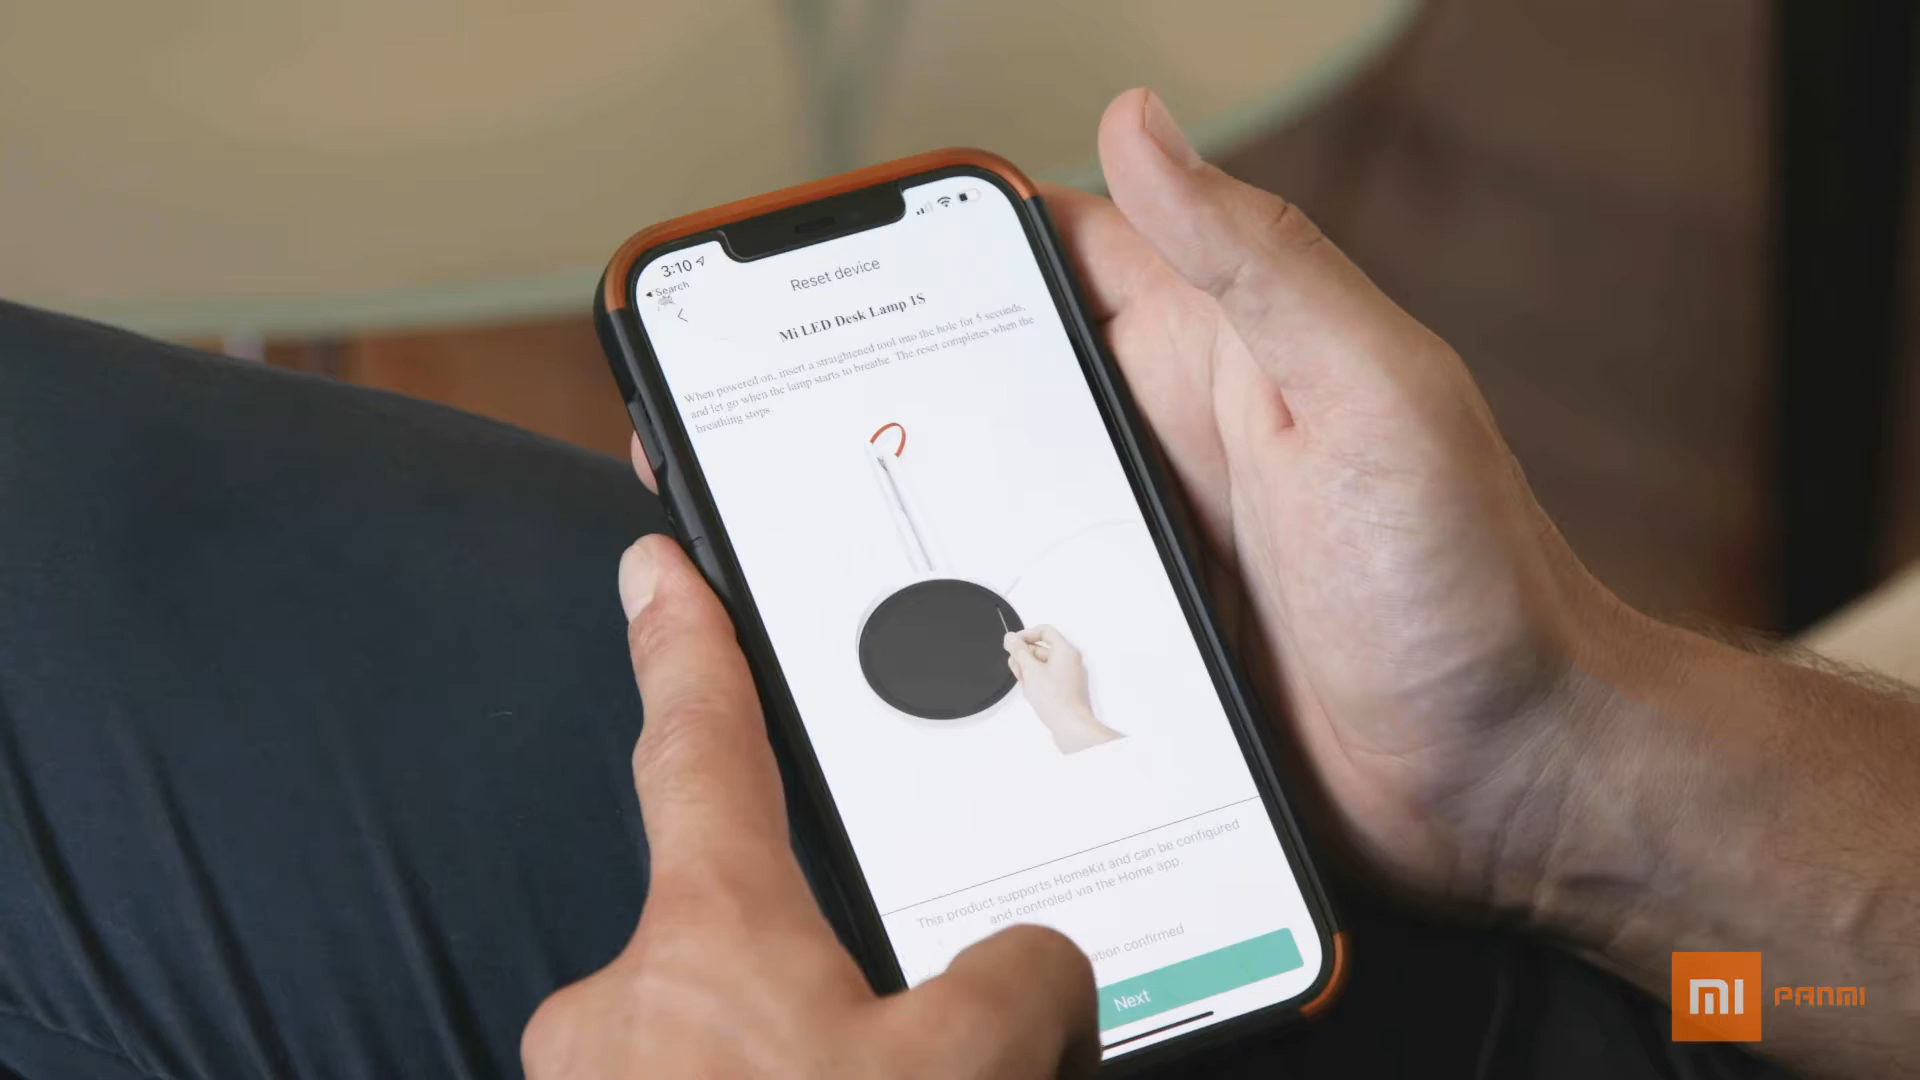 3:10
Search
Reset device
Mi LED Desk Lamp 1S
When powered on, insert a straightened tool into the hole for 5 seconds,
and let go when the lamp starts to breathe. The reset completes when the
breathing stops.
This product supports HomeKit and can be configured
and controled via the Home app.
ation confirmed
Next
MI PANMI